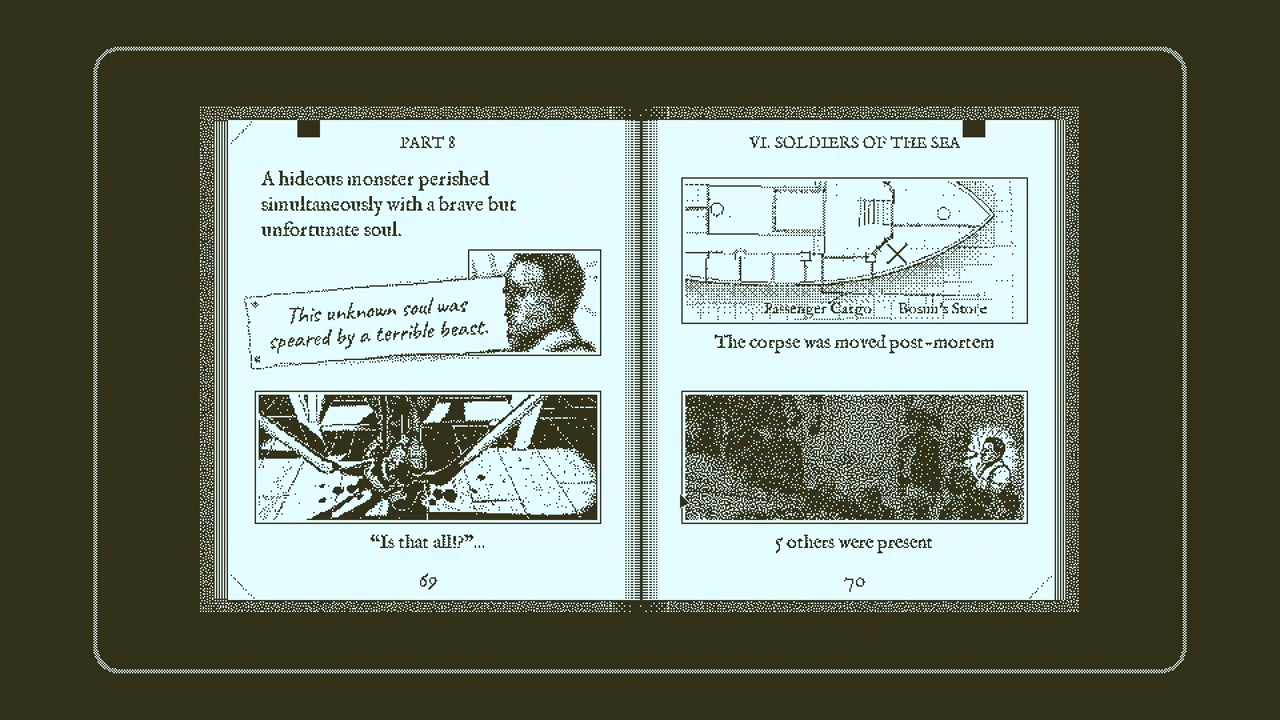 PART 8
A hideous monster perished
simultaneously with a brave but
unfortunate soul.
This unknown soul was
speared by a terrible beast.
"Is that all!?"...
69
VI. SOLDIERS OF THE SEA
Passenger Cargo
Bosun's Store
The corpse was moved post-mortem
5 others were present
70